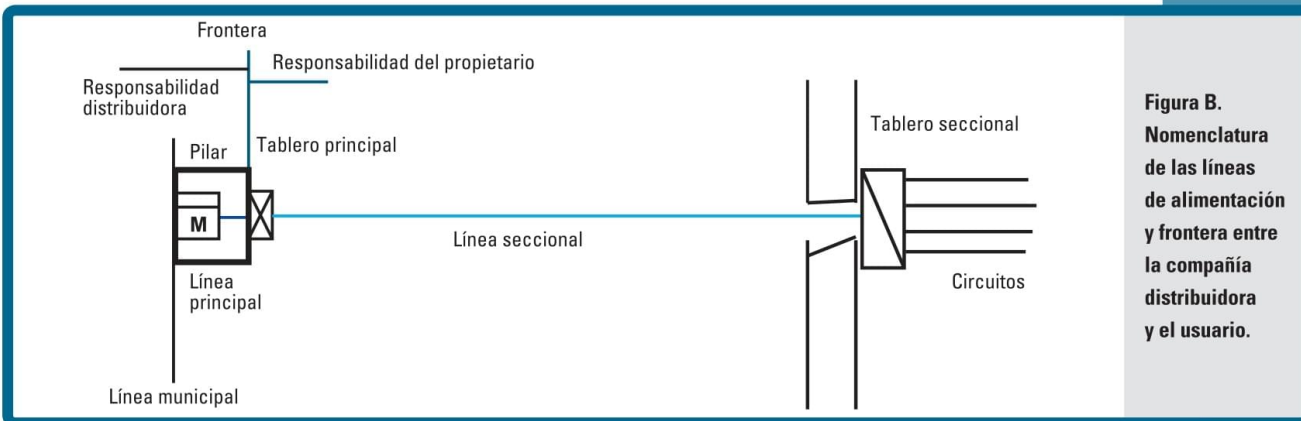 Frontera
Responsabilidad del propietario
Responsabilidad
distribuidora
Pilar
Tablero principal
M
Línea seccional
Línea
principal
Línea municipal
Tablero seccional
Circuitos
Figura B.
Nomenclatura
de las líneas
de alimentación
y frontera entre
la compañía
distribuidora
y el usuario.